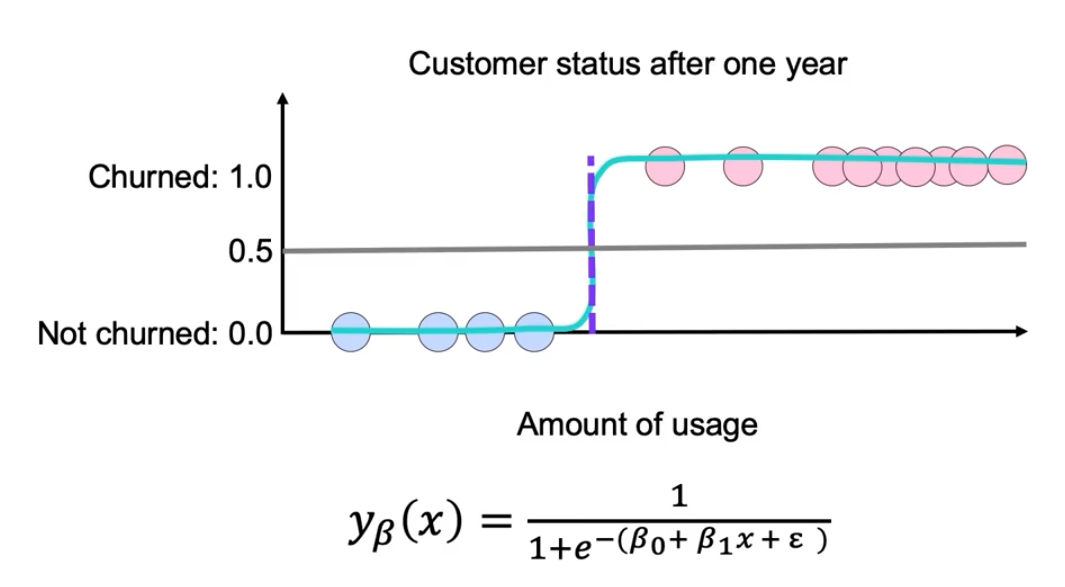 Customer status after one year
Churned: 1.0
0.5
Not churned: 0.0
Amount of usage
yβ(x) = 1 / 1+e^−(β0+ β1x + ε )